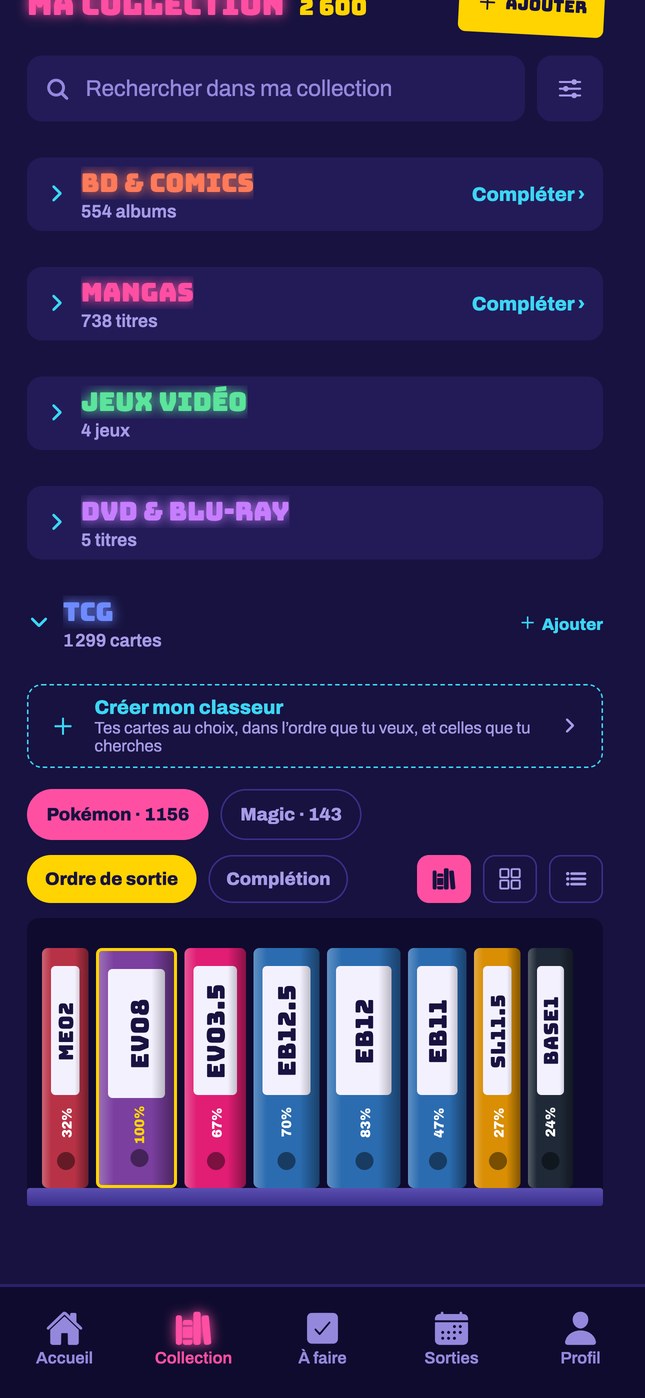 MA COLLECTION 2 600
+ AJOUTER
Rechercher dans ma collection
BD & COMICS
554 albums
Compléter ›
MANGAS
738 titres
Compléter ›
JEUX VIDÉO
4 jeux
DVD & BLU-RAY
5 titres
TCG
1 299 cartes
+ Ajouter
Créer mon classeur
Tes cartes au choix, dans l’ordre que tu veux, et celles que tu
cherches
Pokémon · 1156
Magic · 143
Ordre de sortie
Complétion
ME02
32%
EV08
100%
EV03.5
67%
EB12.5
70%
EB12
83%
EB11
47%
SL11.5
27%
BASE1
24%
Accueil
Collection
À faire
Sorties
Profil